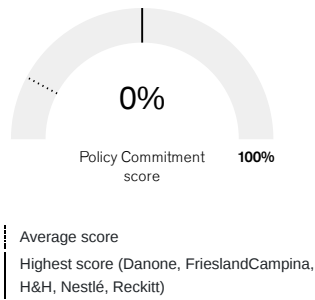 0%
Policy Commitment
score
100%
Average score
Highest score (Danone, FrieslandCampina,
H&H, Nestlé, Reckitt)